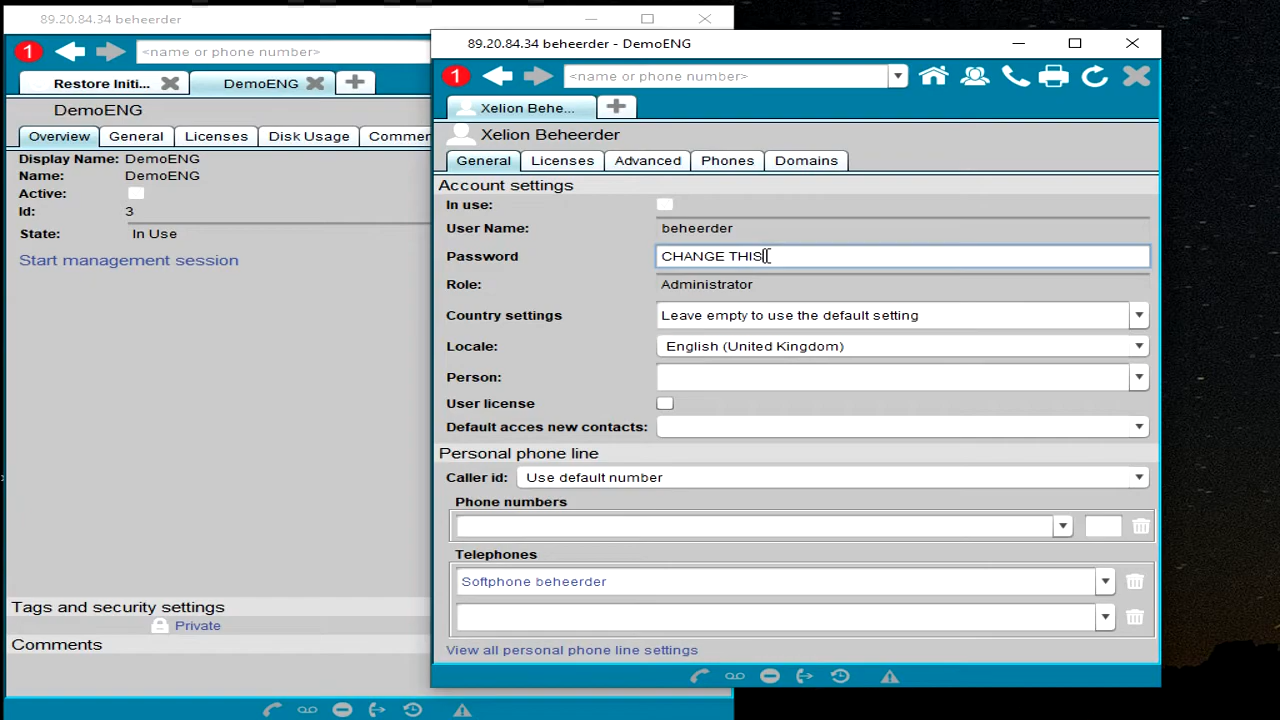 89.20.84.34 beheerder
1
<name or phone number>
Restore Initi...
DemoENG
DemoENG
Overview
General
Licenses
Disk Usage
Commen
Display Name: DemoENG
Name: DemoENG
Active:
Id: 3
State: In Use
Start management session
Tags and security settings
Private
Comments
89.20.84.34 beheerder - DemoENG
1
<name or phone number>
Xelion Behe...
Xelion Beheerder
General
Licenses
Advanced
Phones
Domains
Account settings
In use:
User Name: beheerder
Password CHANGE THIS
Role: Administrator
Country settings Leave empty to use the default setting
Locale: English (United Kingdom)
Person:
User license
Default acces new contacts:
Personal phone line
Caller id: Use default number
Phone numbers
Telephones
Softphone beheerder
View all personal phone line settings